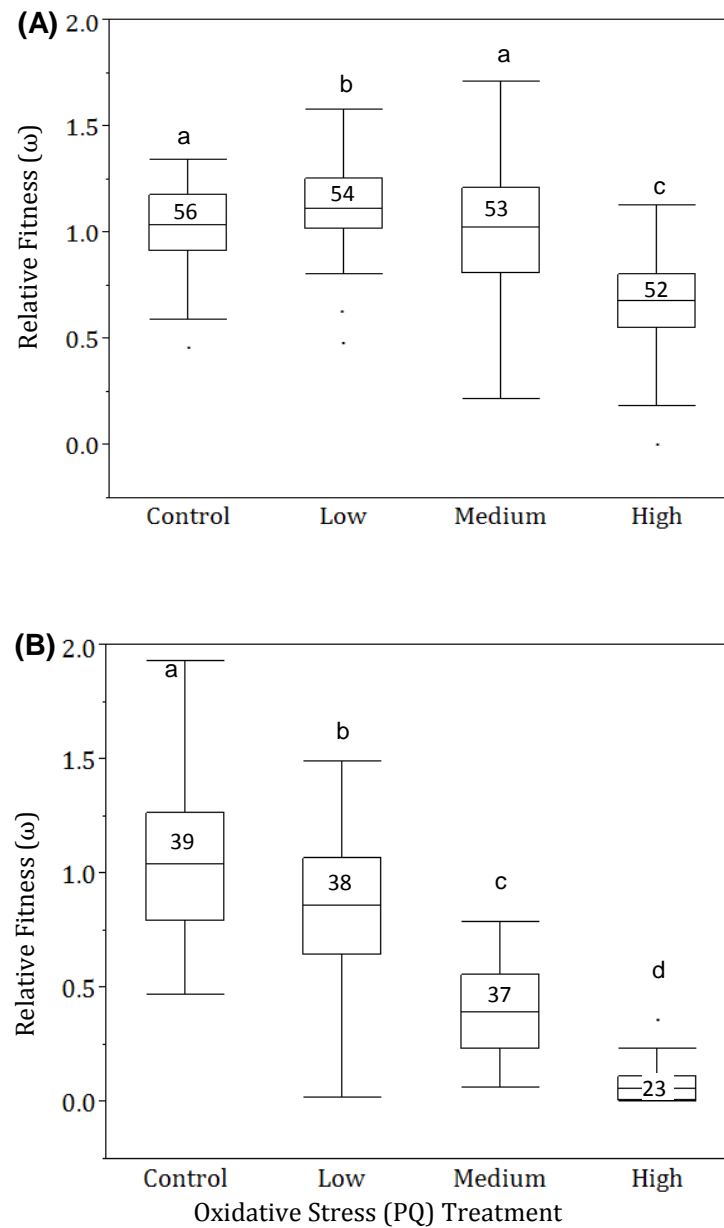 (A)
2.0
1.5
1.0
0.5
0.0
Relative Fitness (ω)
a
b
a
c
56
54
53
52
Control Low Medium High
(B)
2.0
1.5
1.0
0.5
0.0
Relative Fitness (ω)
a
b
c
d
39
38
37
23
Control Low Medium High
Oxidative Stress (PQ) Treatment